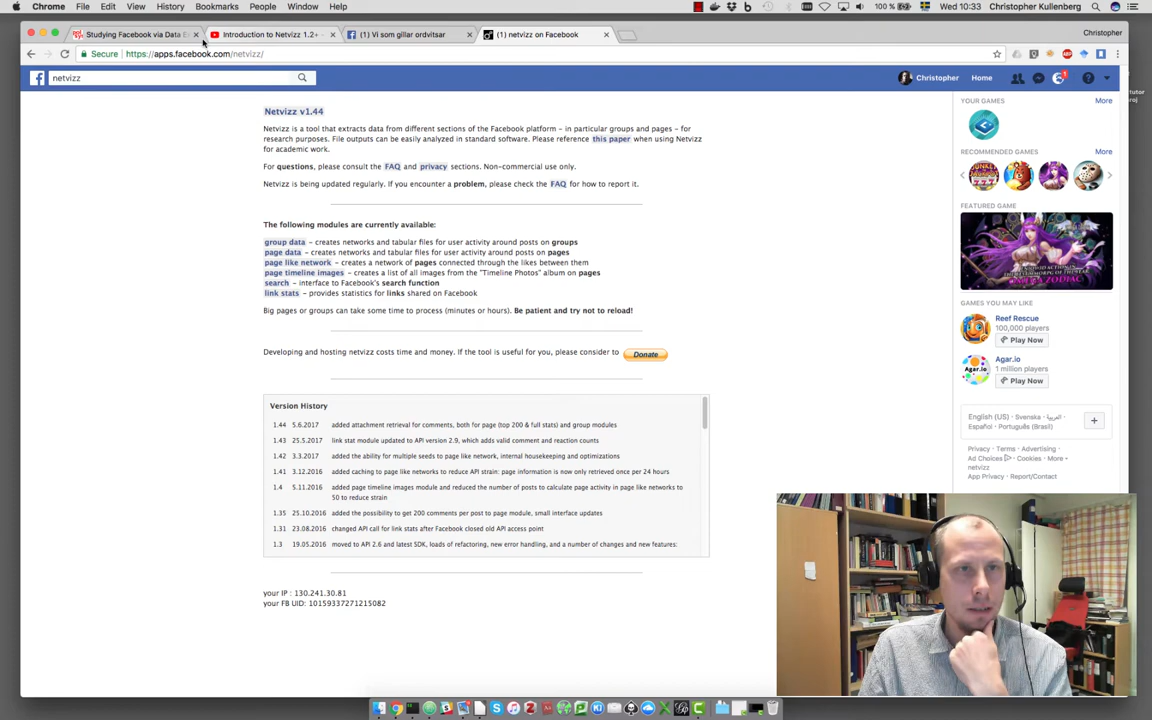 Chrome File Edit View History Bookmarks People Window Help 100 % Wed 10:33 Christopher Kullenberg
Studying Facebook via Data E Introduction to Netvizz 1.2+ - (1) Vi som gillar ordvitsar (1) netvizz on Facebook Christopher
Secure https://apps.facebook.com/netvizz/
netvizz Christopher Home 1
Netvizz v1.44
Netvizz is a tool that extracts data from different sections of the Facebook platform – in particular groups and pages – for
research purposes. File outputs can be easily analyzed in standard software. Please reference this paper when using Netvizz
for academic work.
For questions, please consult the FAQ and privacy sections. Non-commercial use only.
Netvizz is being updated regularly. If you encounter a problem, please check the FAQ for how to report it.
The following modules are currently available:
group data – creates networks and tabular files for user activity around posts on groups
page data – creates networks and tabular files for user activity around posts on pages
page like network – creates a network of pages connected through the likes between them
page timeline images – creates a list of all images from the "Timeline Photos" album on pages
search – interface to Facebook's search function
link stats – provides statistics for links shared on Facebook
Big pages or groups can take some time to process (minutes or hours). Be patient and try not to reload!
Developing and hosting netvizz costs time and money. If the tool is useful for you, please consider to Donate
Version History
1.44 5.6.2017 added attachment retrieval for comments, both for page (top 200 & full stats) and group modules
1.43 25.5.2017 link stat module updated to API version 2.9, which adds valid comment and reaction counts
1.42 3.3.2017 added the ability for multiple seeds to page like network, internal housekeeping and optimizations
1.41 3.12.2016 added caching to page like networks to reduce API strain: page information is now only retrieved once per 24 hours
1.4 5.11.2016 added page timeline images module and reduced the number of posts to calculate page activity in page like networks to
50 to reduce strain
1.35 25.10.2016 added the possibility to get 200 comments per post to page module, small interface updates
1.31 23.08.2016 changed API call for link stats after Facebook closed old API access point
1.3 19.05.2016 moved to API 2.6 and latest SDK, loads of refactoring, new error handling, and a number of changes and new features:
your IP : 130.241.30.81
your FB UID: 10159337271215082
YOUR GAMES More
RECOMMENDED GAMES More
FEATURED GAME
ZODIAC
GAMES YOU MAY LIKE
Reef Rescue
100,000 players
Play Now
Agar.io
1 million players
Play Now
English (US) · Svenska · العربية ·
Español · Português (Brasil)
Privacy · Terms · Advertising ·
Ad Choices · Cookies · More
netvizz
App Privacy · Report/Contact